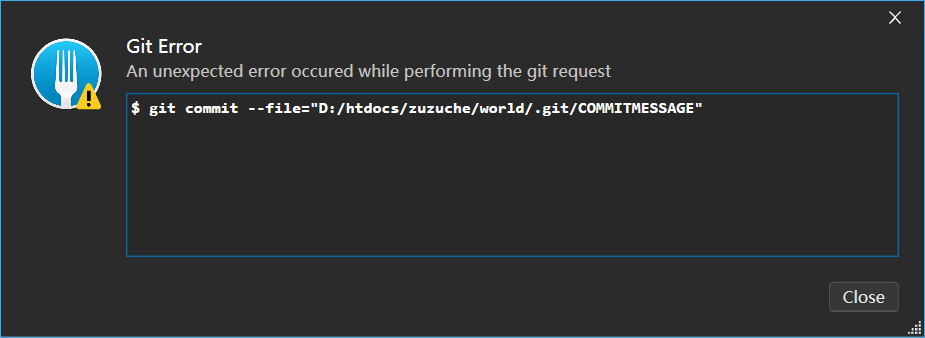 Git Error
An unexpected error occured while performing the git request
$ git commit --file="D:/htdocs/zuzuche/world/.git/COMMITMESSAGE"
Close